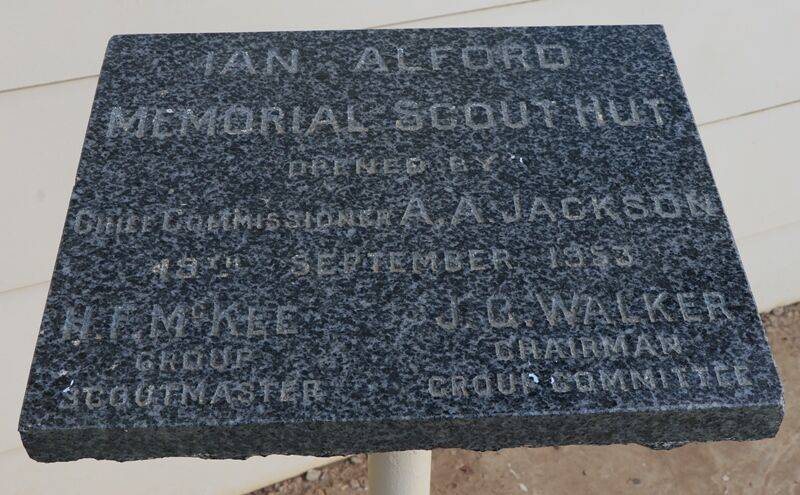 IAN ALFORD
MEMORIAL SCOUT HUT
OPENED BY
CHIEF COMMISSIONER A.A. JACKSON
19TH SEPTEMBER 1953
H.F. McKEE
GROUP
SCOUTMASTER
J.G. WALKER
CHAIRMAN
GROUP COMMITTEE